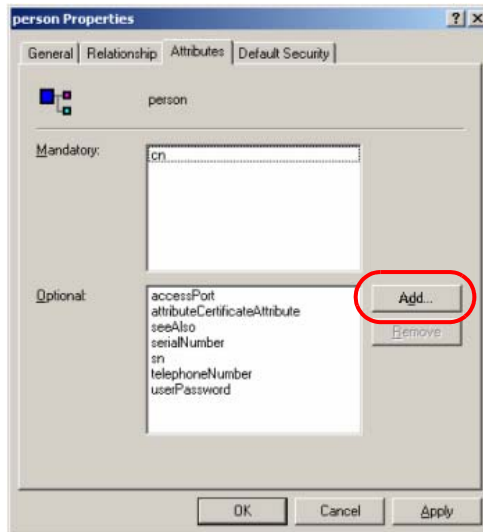 person Properties
General Relationship Attributes Default Security
person
Mandatory:
cn
Optional:
accessPort
attributeCertificateAttribute
seeAlso
serialNumber
sn
telephoneNumber
userPassword
Add...
Remove
OK Cancel Apply